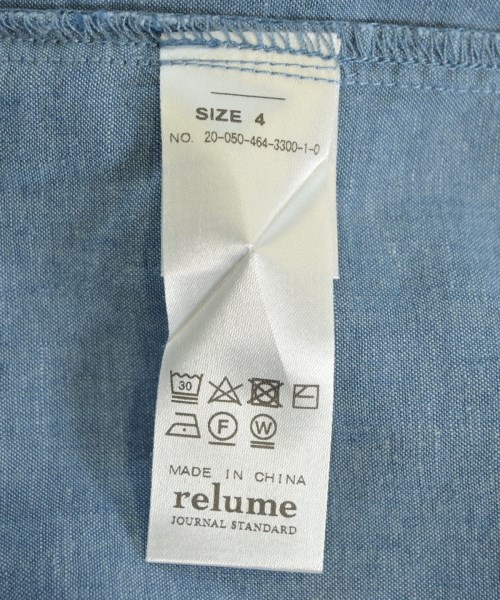 SIZE 4
NO. 20-050-464-3300-1-0
30
F W
MADE IN CHINA
relume
JOURNAL STANDARD